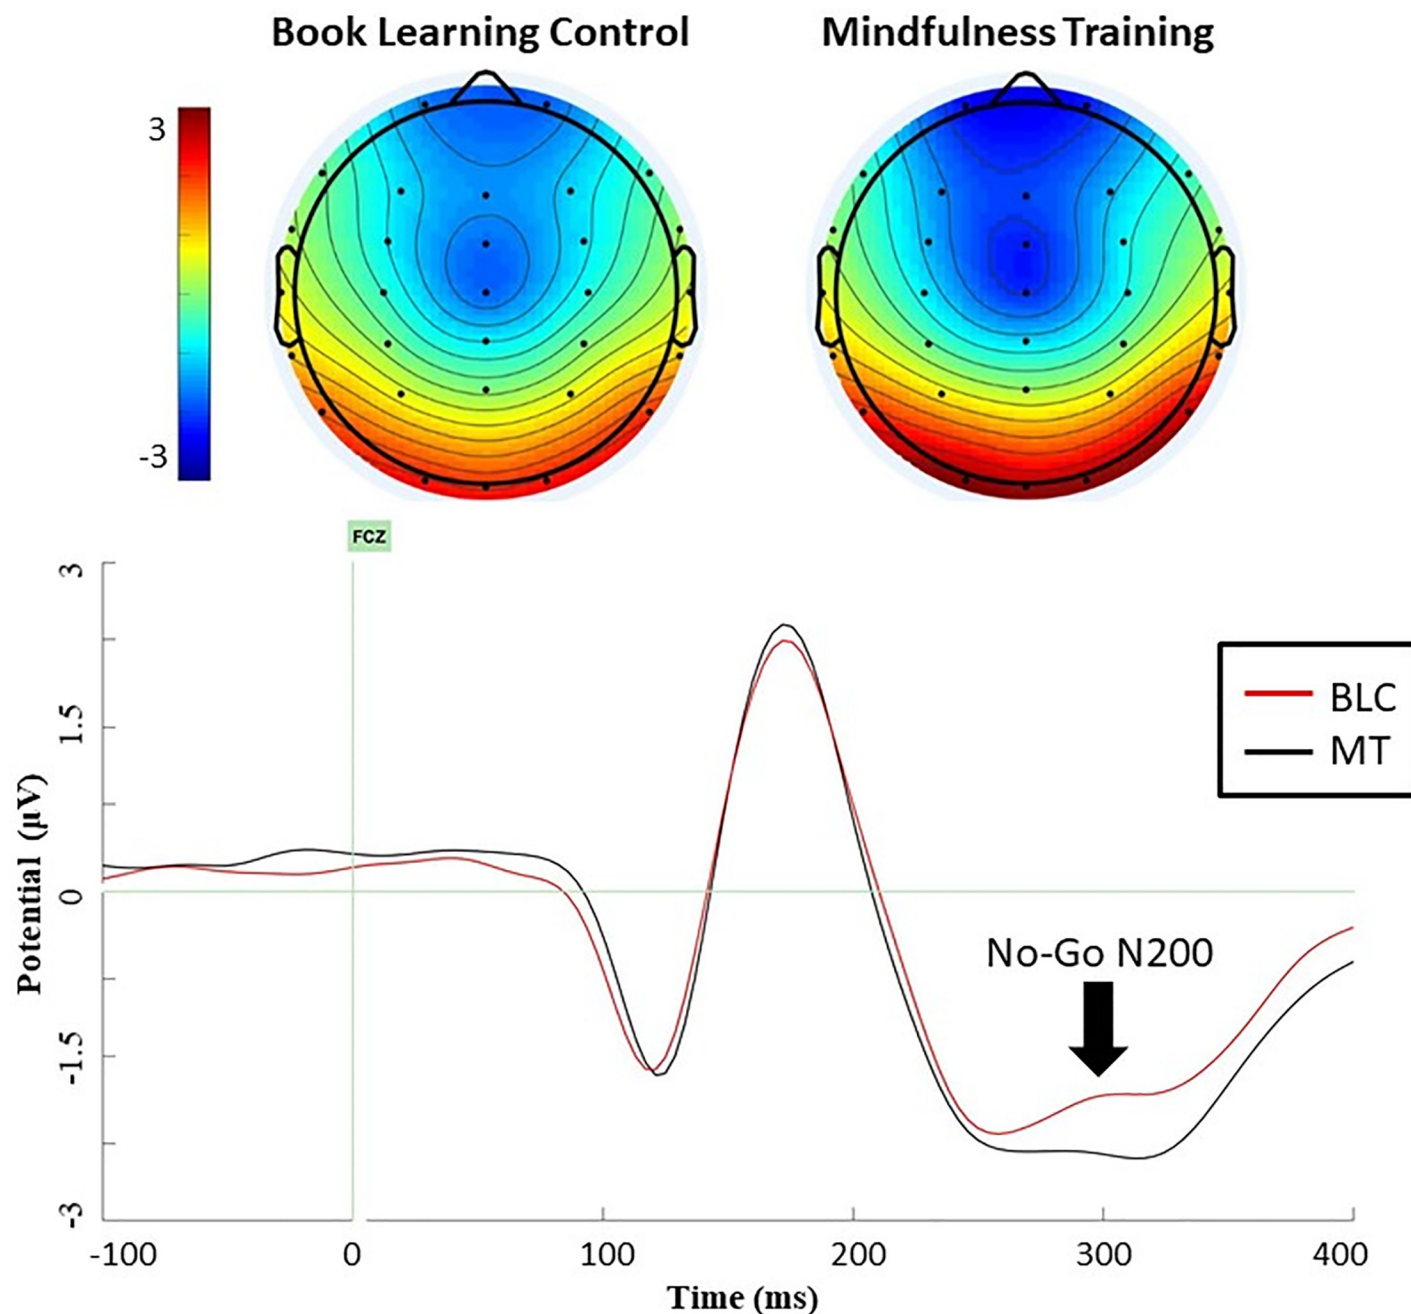 Book Learning Control
Mindfulness Training
3
-3
FCZ
3
1.5
0
-1.5
-3
Potential (µV)
BLC
MT
No-Go N200
-100
0
100
200
300
400
Time (ms)